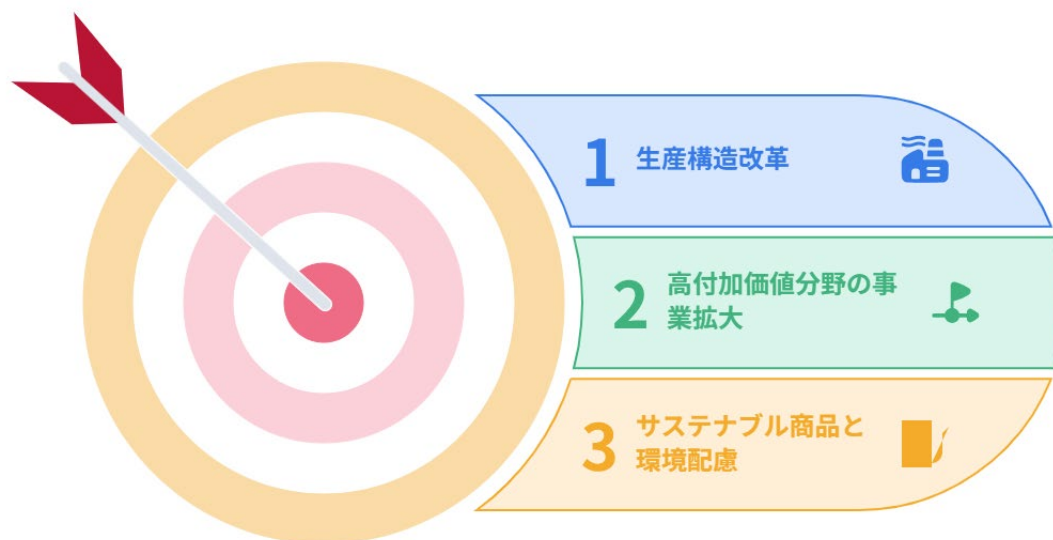 1 生産構造改革
2 高付加価値分野の事
業拡大
3 サステナブル商品と
環境配慮